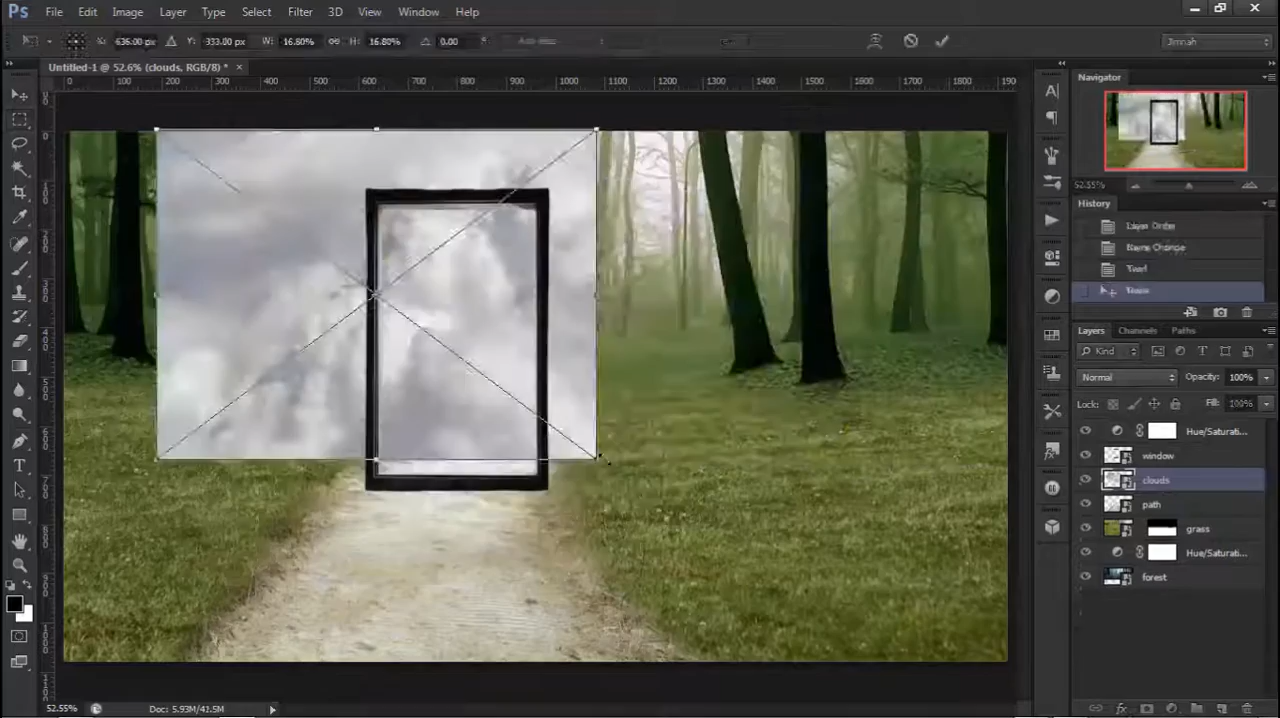 Ps File Edit Image Layer Type Select Filter 3D View Window Help
X: 636.00 px Y: 333.00 px W: 16.80% H: 16.80% 0.00 °
Untitled-1 @ 52.6% (clouds, RGB/8) * ×
0 100 200 300 400 500 600 700 800 900 1000 1100 1200 1300 1400 1500 1600 1700 1800 1900
Navigator
52.55%
History
Layer Order
Name Change
Move
Layers Channels Paths
Kind
Normal Opacity: 100%
Lock: Fill: 100%
Hue/Saturati...
window
clouds
path
grass
Hue/Saturati...
forest
52.55% Doc: 5.93M/41.5M